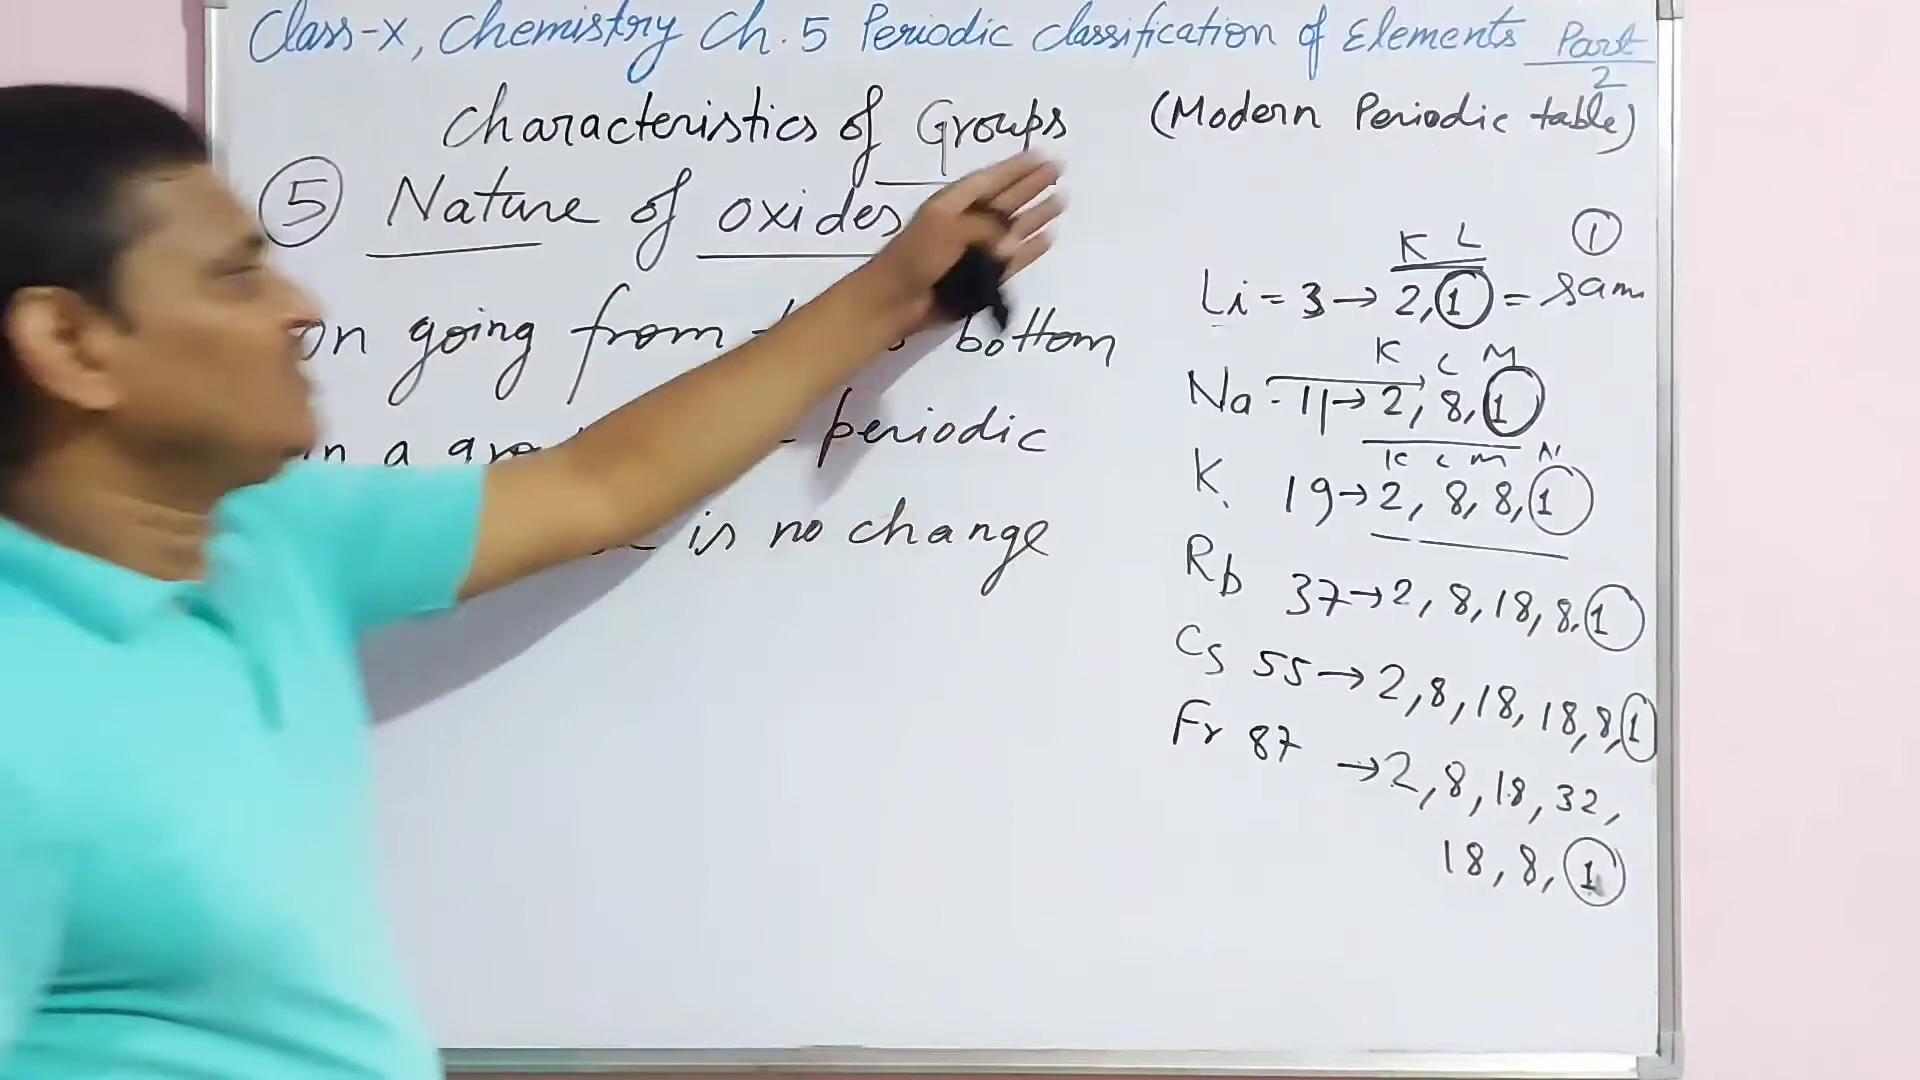 Class-X, Chemistry Ch. 5 Periodic classification of Elements Part 2
Characteristics of Groups (Modern Periodic table)
5 Nature of oxides
on going from bottom
in a periodic
is no change
1
K L
Li = 3 → 2, 1 = sam
K L M
Na - 11 → 2, 8, 1
K L M N
K 19 → 2, 8, 8, 1
Rb 37 → 2, 8, 18, 8, 1
Cs 55 → 2, 8, 18, 18, 8, 1
Fr 87 → 2, 8, 18, 32,
18, 8, 1